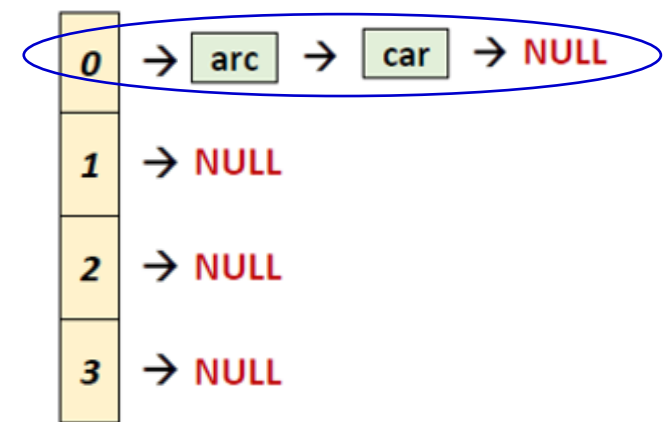 0 → arc → car → NULL
1 → NULL
2 → NULL
3 → NULL